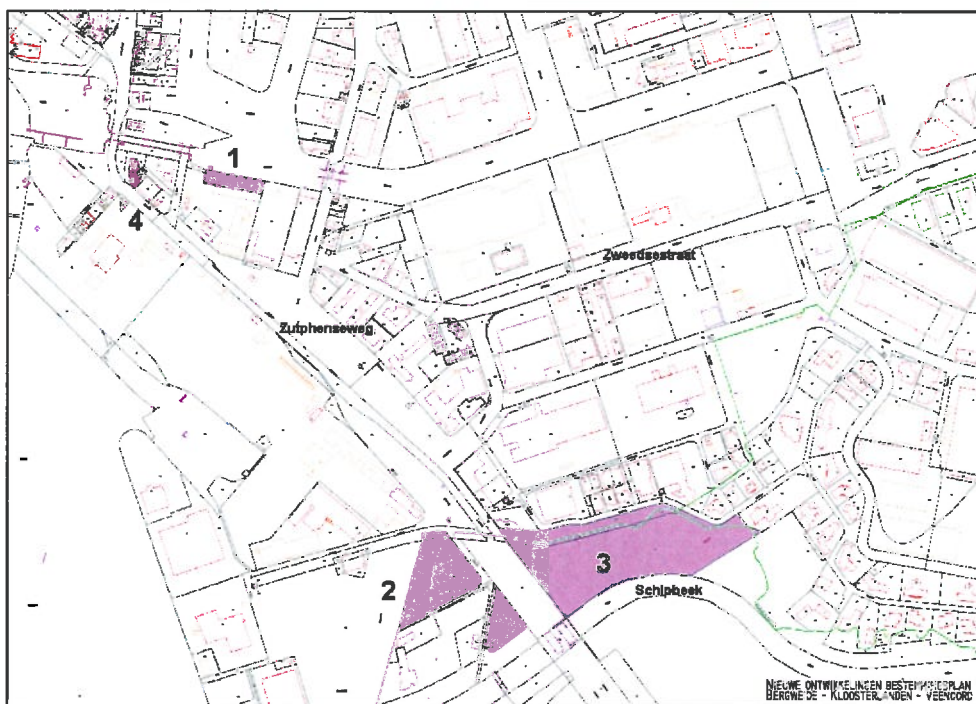 1
4
Zweedsestraat
Zutphenseweg
2
3
Schipbeek
NIEUWE ONTWIKKELINGEN BESTEMMINGSPLAN
BERGWEIDE - KLOOSTERLANDEN - VEENOORD